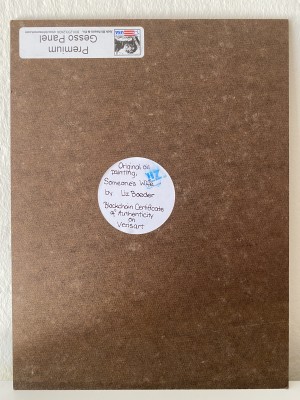 Premium
Gesso Panel
Original oil
painting,
Someone's Wife
by Liz Boeder
Blockchain Certificate
of Authenticity
on
Verisart